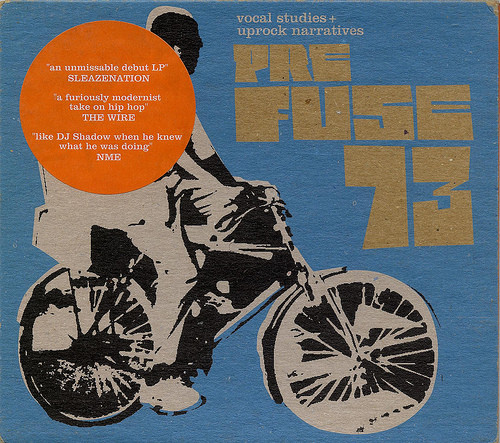 vocal studies+
uprock narratives
PRE
FUSE
73
"an unmissable debut LP"
SLEAZENATION
"a furiously modernist
take on hip hop"
THE WIRE
"like DJ Shadow when he knew
what he was doing"
NME